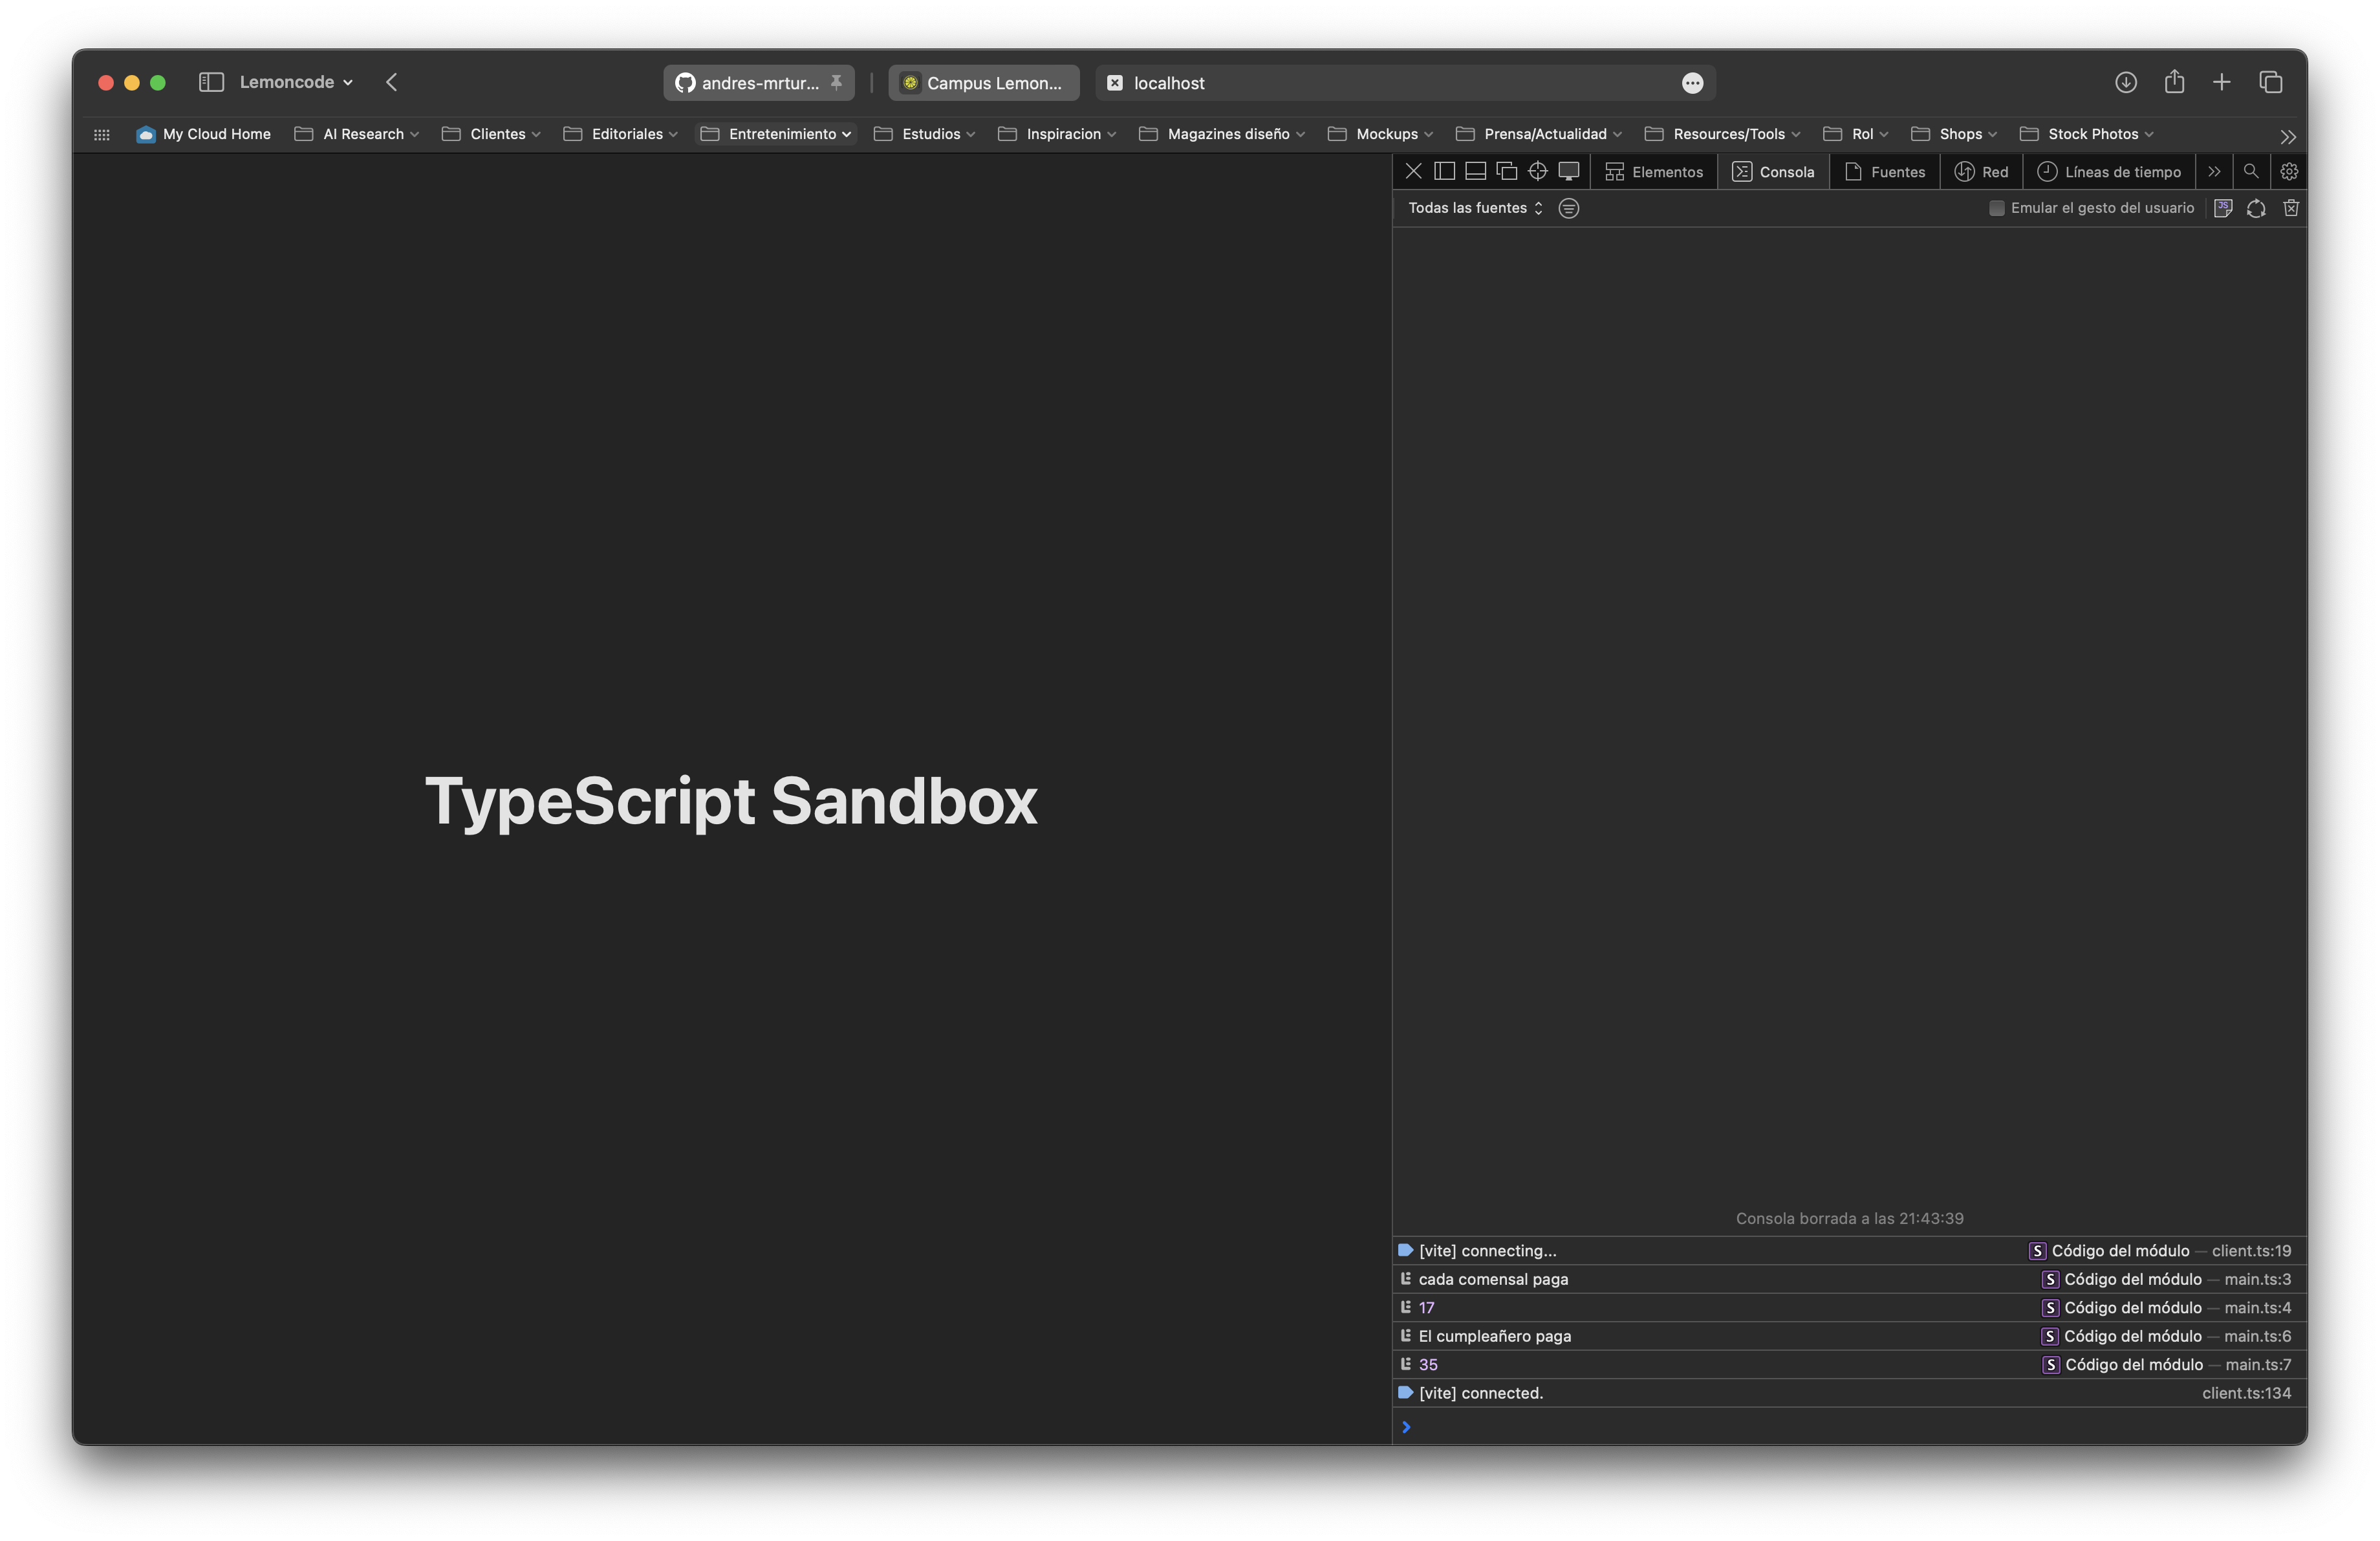 Lemoncode
andres-mrtur...
Campus Lemon...
localhost
My Cloud Home AI Research Clientes Editoriales Entretenimiento Estudios Inspiracion Magazines diseño Mockups Prensa/Actualidad Resources/Tools Rol Shops Stock Photos
Elementos Consola Fuentes Red Líneas de tiempo
Todas las fuentes Emular el gesto del usuario JS
TypeScript Sandbox
Consola borrada a las 21:43:39
[vite] connecting... S Código del módulo — client.ts:19
cada comensal paga S Código del módulo — main.ts:3
17 S Código del módulo — main.ts:4
El cumpleañero paga S Código del módulo — main.ts:6
35 S Código del módulo — main.ts:7
[vite] connected. client.ts:134